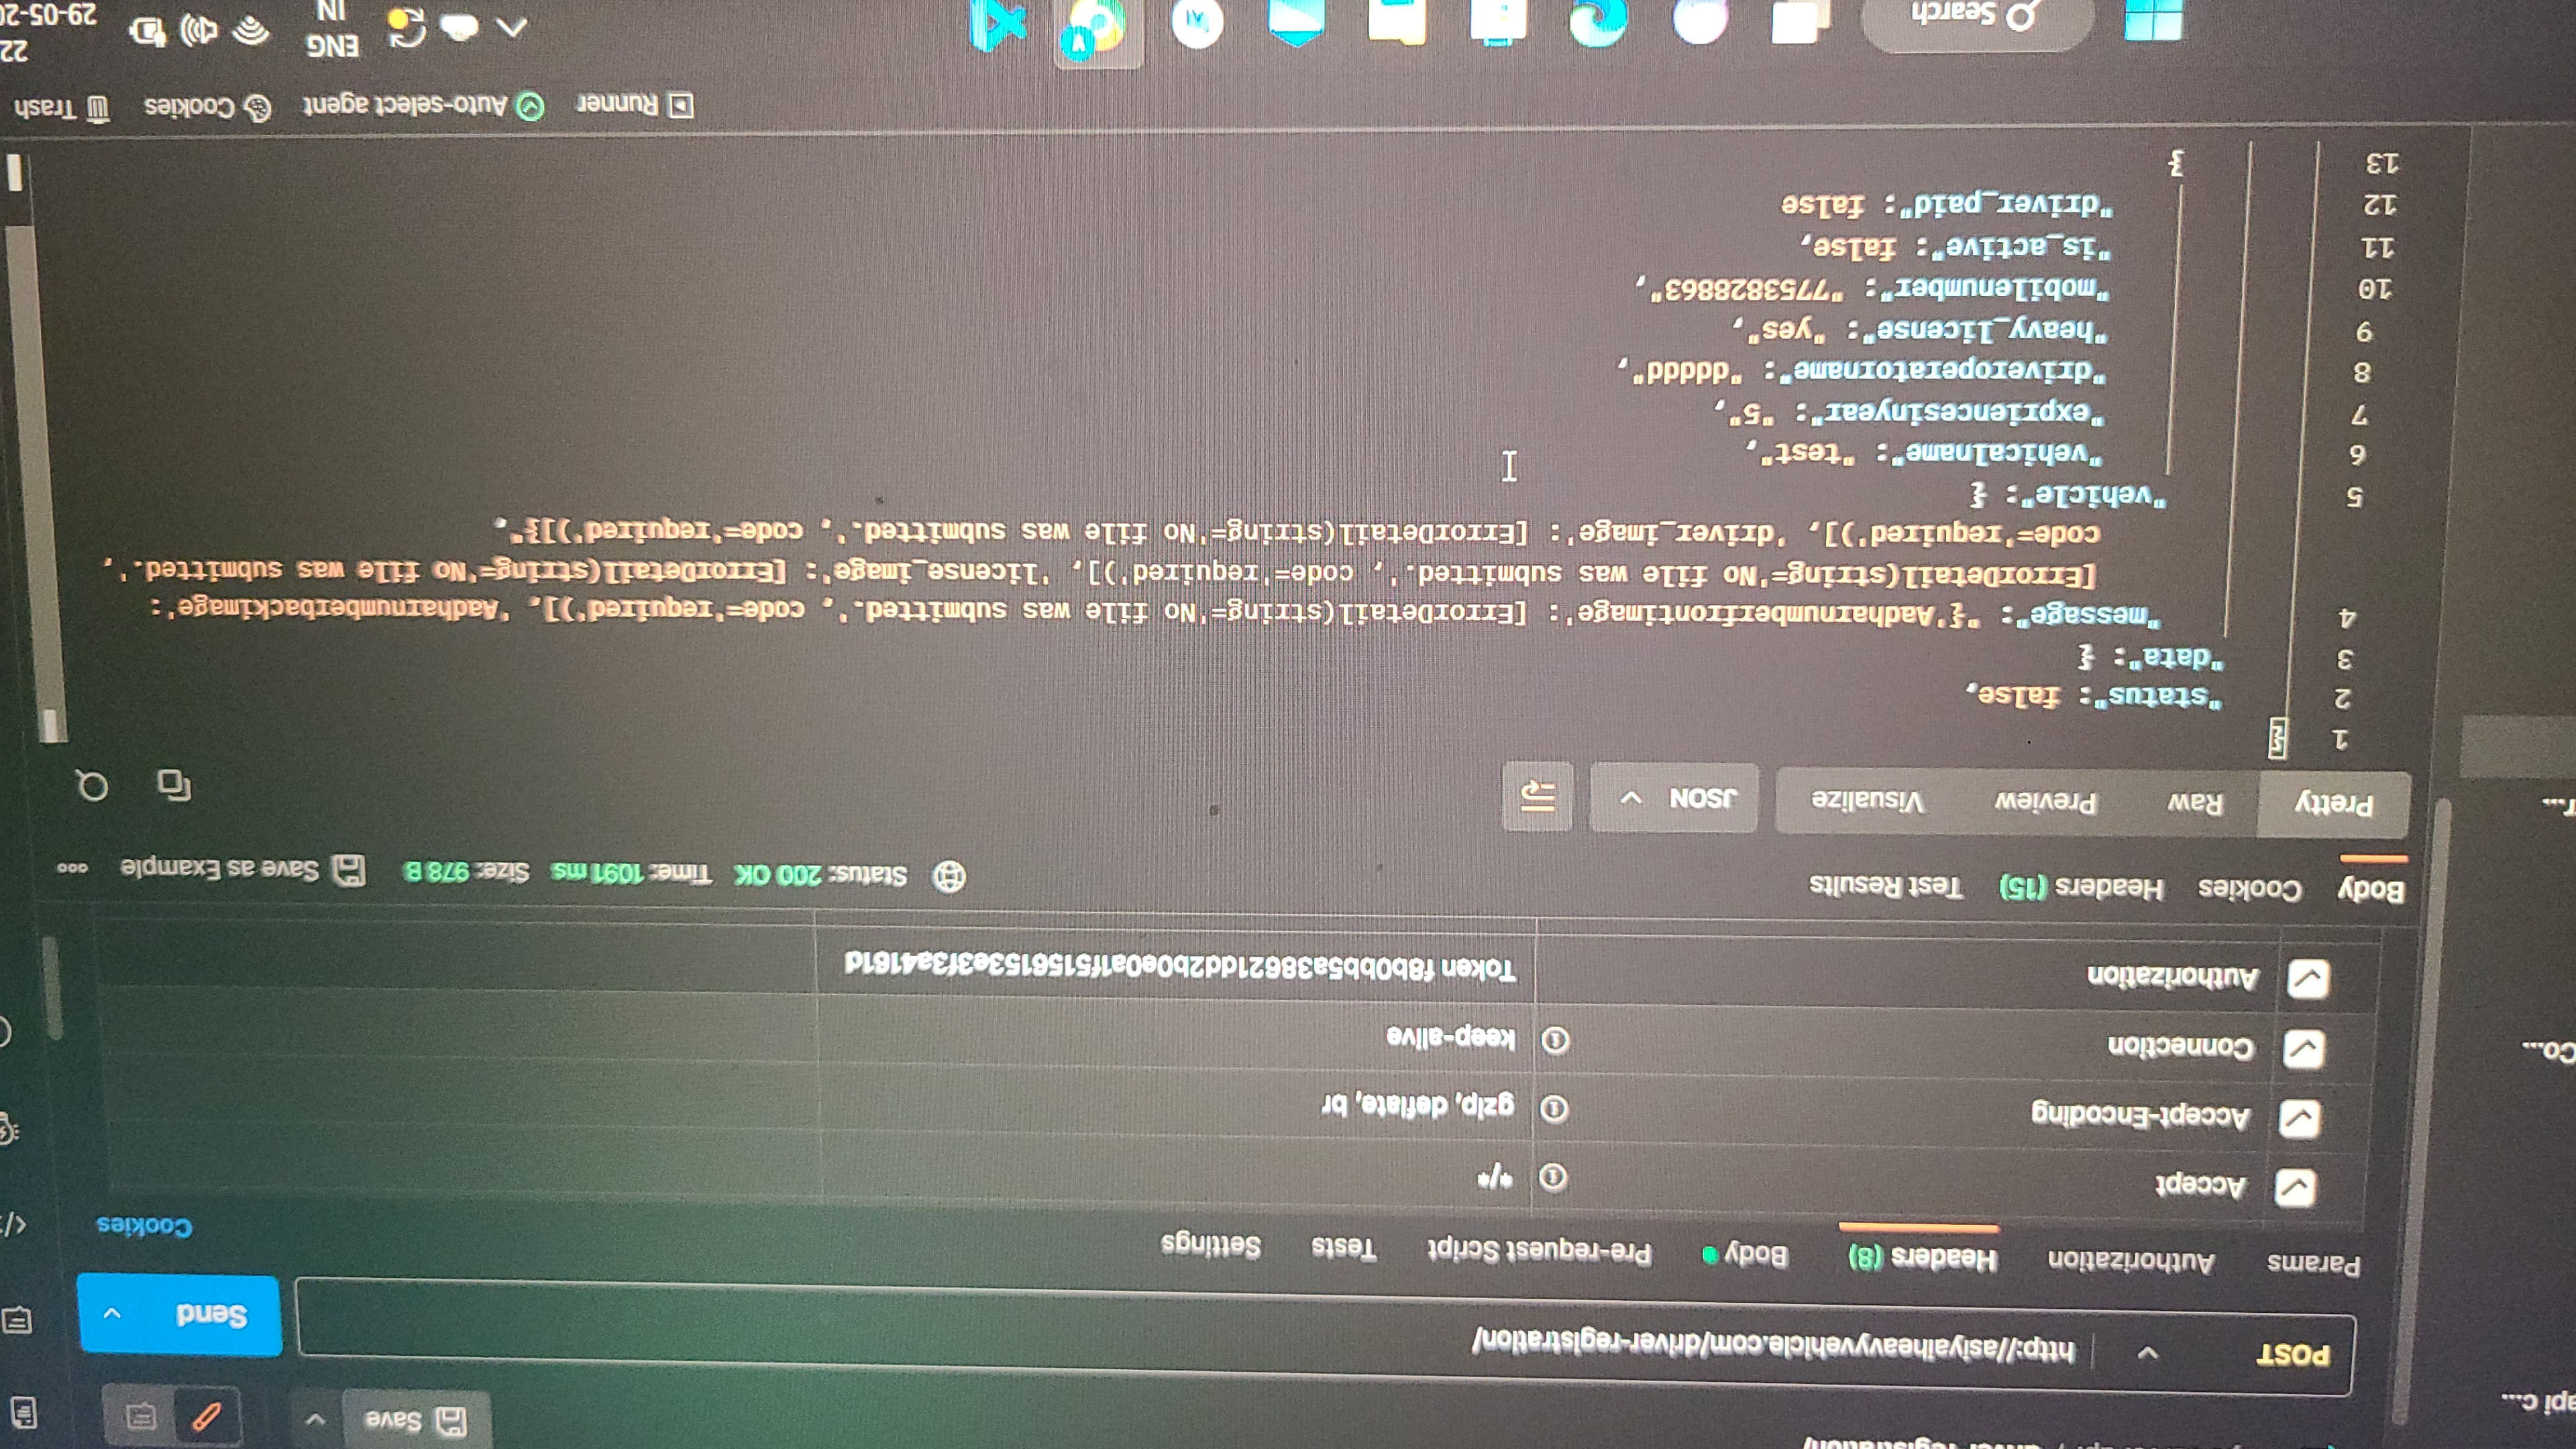 api c...
Save
POST
http://asiyaiheavyvehicle.com/driver-registration/
Send
Params Authorization Headers (8) Body Pre-request Script Tests Settings
Cookies
Accept */*
Accept-Encoding gzip, deflate, br
Co...
Connection keep-alive
Authorization Token f8b0bb5a38621dd2b0e0a1f5156153e3f3a4161d
Body Cookies Headers (15) Test Results
Status: 200 OK Time: 1091 ms Size: 978 B Save as Example
Pretty Raw Preview Visualize JSON
1 {
2 "status": false,
3 "data": {
4 "message": "{'Aadharnumberfrontimage': [ErrorDetail(string='No file was submitted.', code='required')], 'Aadharnumberbackimage':
[ErrorDetail(string='No file was submitted.', code='required')], 'license_image': [ErrorDetail(string='No file was submitted.',
code='required')], 'driver_image': [ErrorDetail(string='No file was submitted.', code='required')]}",
5 "vehicle": {
6 "vehicalname": "test",
7 "expriencesinyear": "5",
8 "driveroperatorname": "ddddd",
9 "heavy_license": "yes",
10 "mobilenumber": "7753828863",
11 "is_active": false,
12 "driver_paid": false
13 }
Runner Auto-select agent Cookies Trash
Search
ENG
IN
22
29-05-2